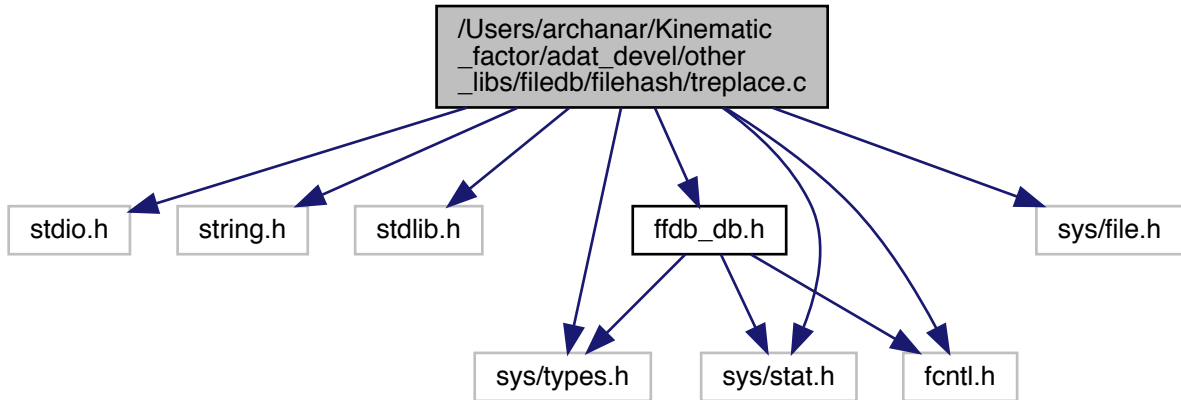 /Users/archanar/Kinematic
_factor/adat_devel/other
_libs/filedb/filehash/treplace.c
stdio.h
string.h
stdlib.h
ffdb_db.h
sys/file.h
sys/types.h
sys/stat.h
fcntl.h